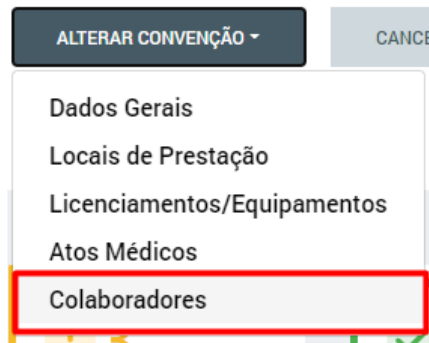 ALTERAR CONVENÇÃO
CANCE
Dados Gerais
Locais de Prestação
Licenciamentos/Equipamentos
Atos Médicos
Colaboradores